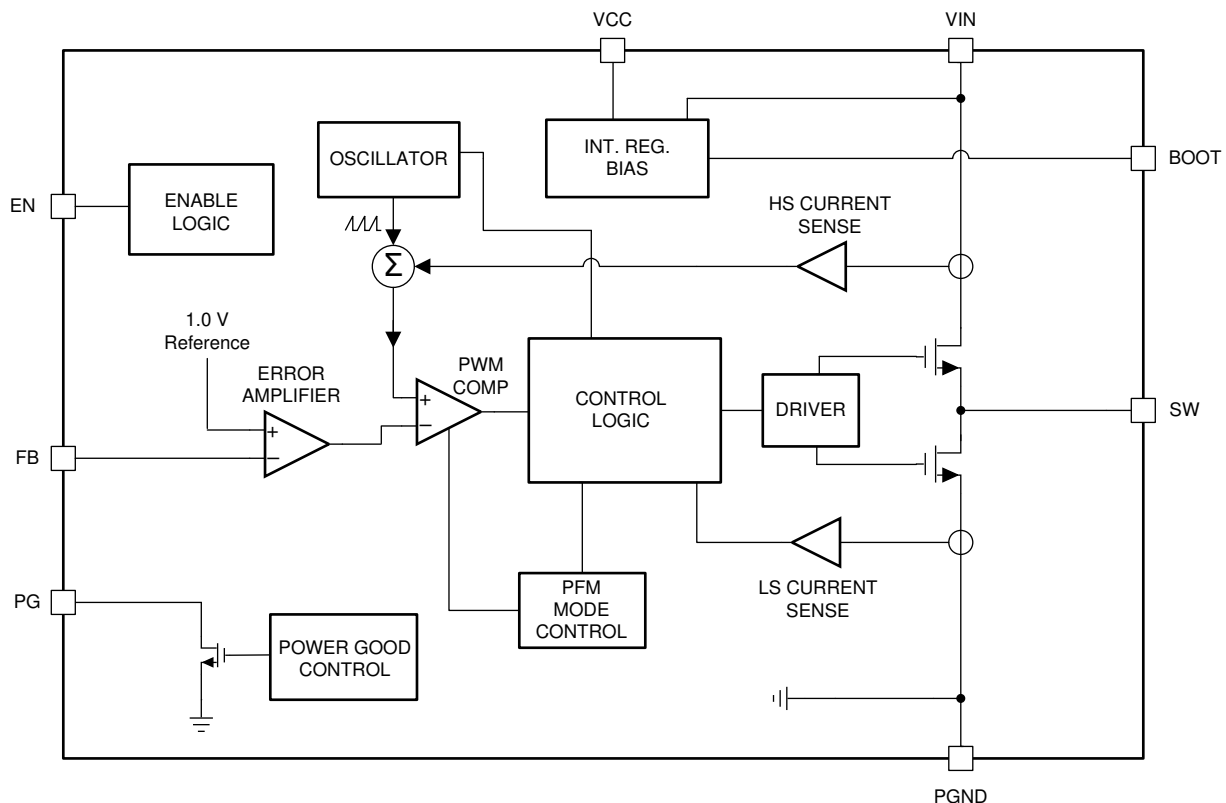 VCC
VIN
OSCILLATOR
INT. REG.
BIAS
BOOT
EN
ENABLE
LOGIC
HS CURRENT
SENSE
Σ
1.0 V
Reference
ERROR
AMPLIFIER
PWM
COMP
+
−
+
−
CONTROL
LOGIC
DRIVER
SW
FB
PG
PFM
MODE
CONTROL
LS CURRENT
SENSE
POWER GOOD
CONTROL
PGND